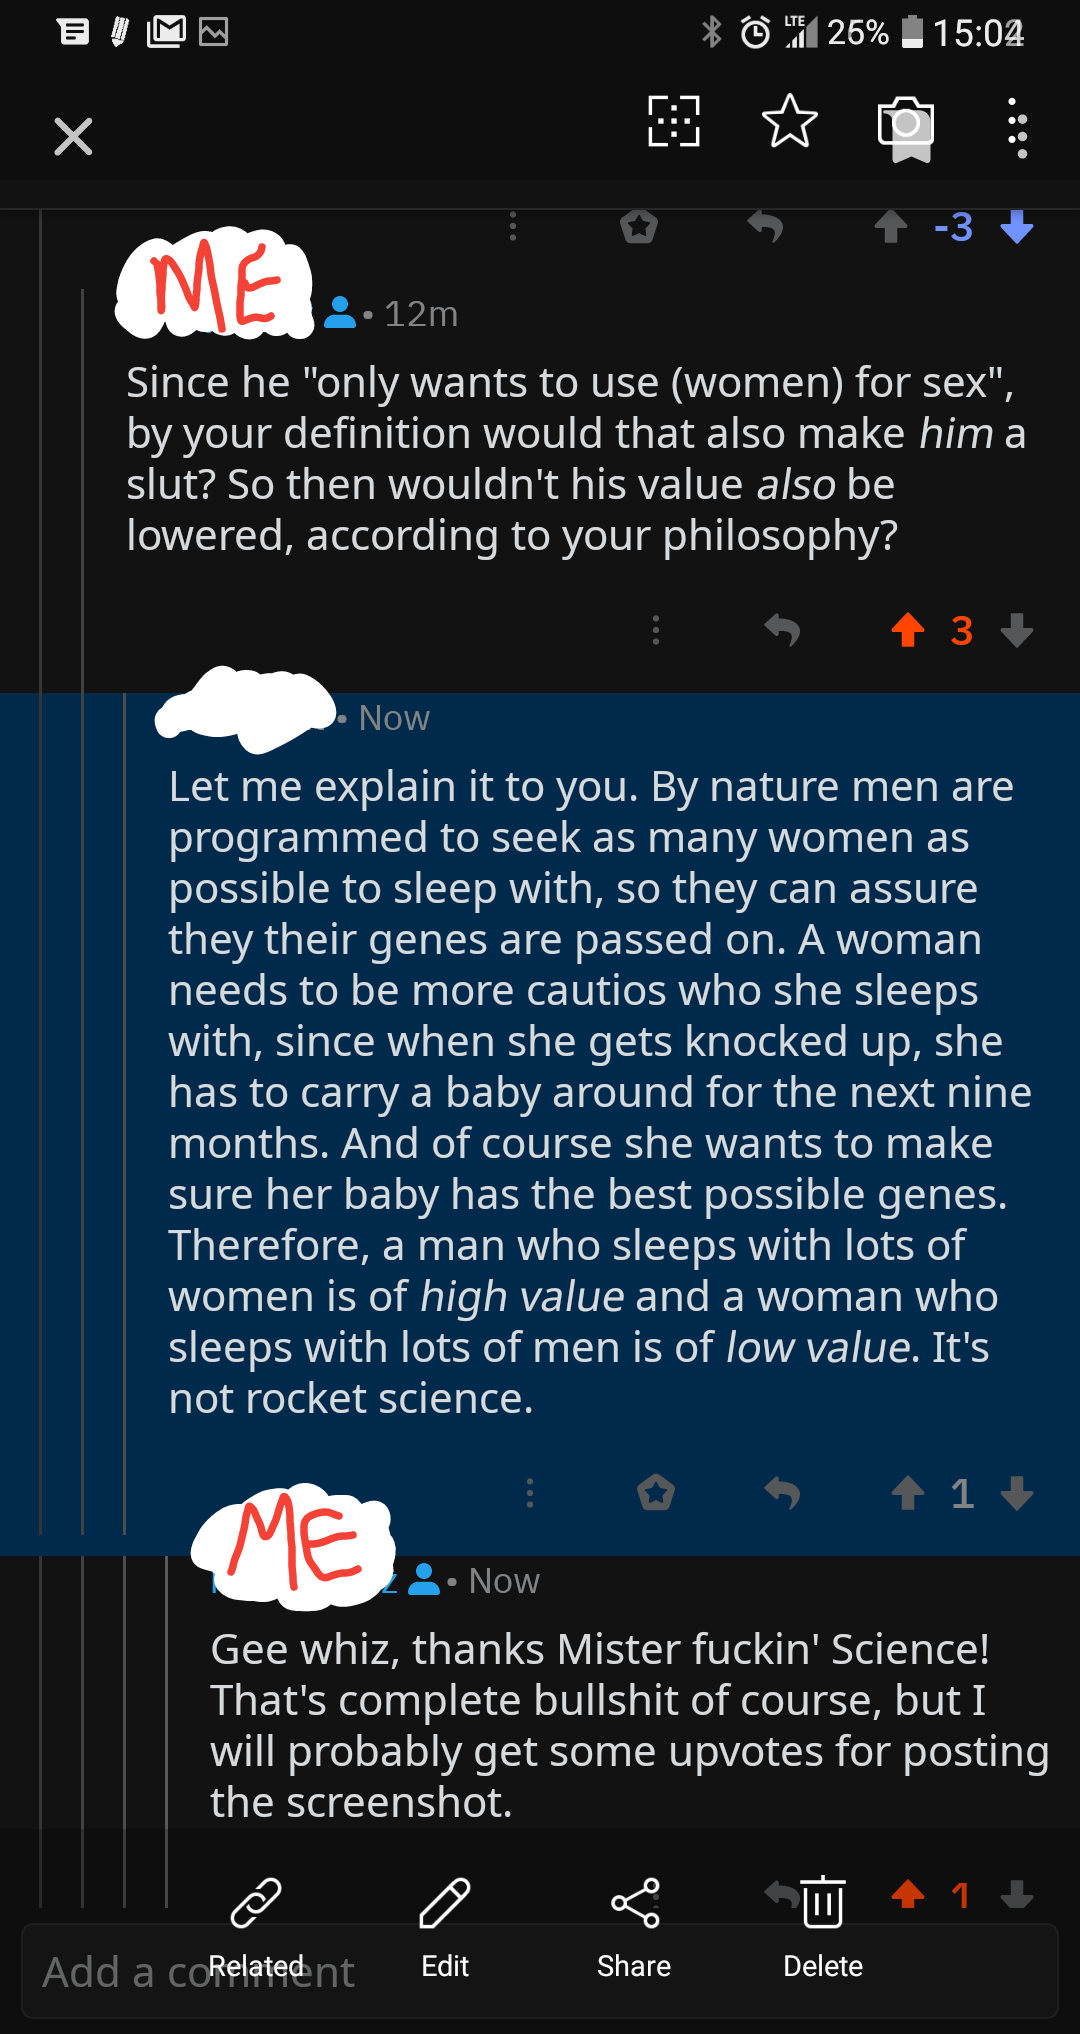 LTE 25%
-3
ME
• 12m
Since he "only wants to use (women) for sex",
by your definition would that also make him a
slut? So then wouldn't his value also be
lowered, according to your philosophy?
3
• Now
Let me explain it to you. By nature men are
programmed to seek as many women as
possible to sleep with, so they can assure
they their genes are passed on. A woman
needs to be more cautios who she sleeps
with, since when she gets knocked up, she
has to carry a baby around for the next nine
months. And of course she wants to make
sure her baby has the best possible genes.
Therefore, a man who sleeps with lots of
women is of high value and a woman who
sleeps with lots of men is of low value. It's
not rocket science.
1
ME
z • Now
Gee whiz, thanks Mister fuckin' Science!
That's complete bullshit of course, but I
will probably get some upvotes for posting
the screenshot.
1
Add a comment
Related Edit Share Delete